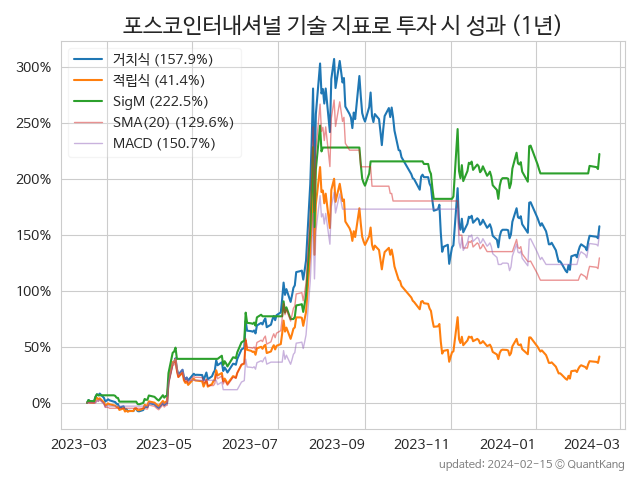 포스코인터내셔널 기술 지표로 투자 시 성과 (1년)
거치식 (157.9%)
적립식 (41.4%)
SigM (222.5%)
SMA(20) (129.6%)
MACD (150.7%)
300%
250%
200%
150%
100%
50%
0%
2023-03 2023-05 2023-07 2023-09 2023-11 2024-01 2024-03
updated: 2024-02-15 © QuantKang